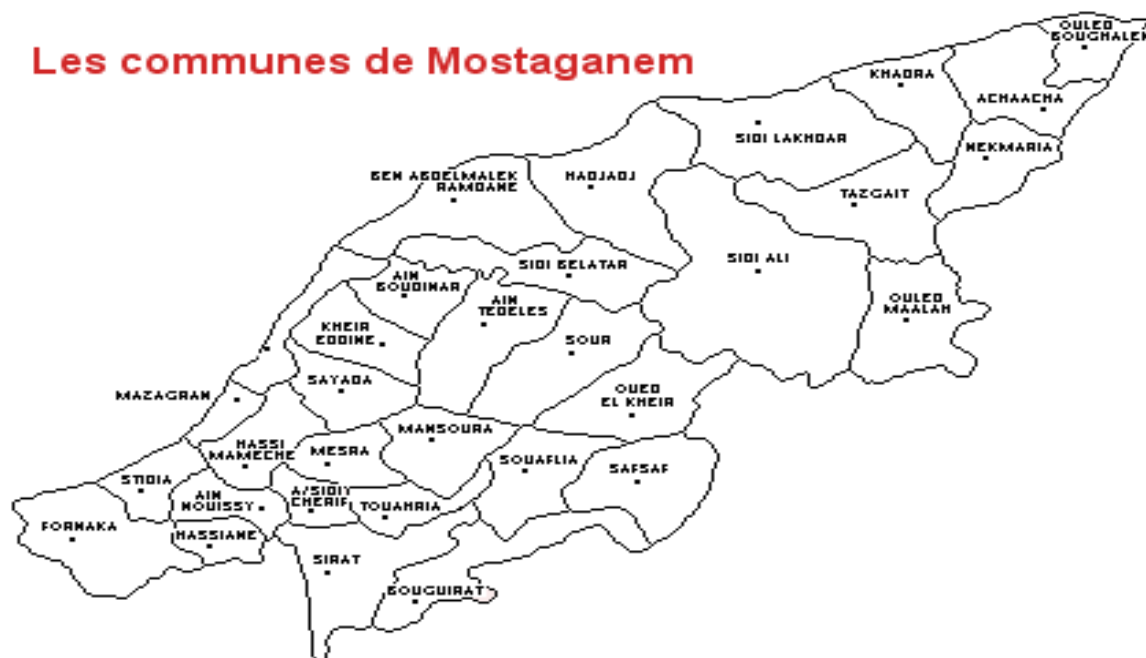 Les communes de Mostaganem
OULED
BOUGHALEM
KHADRA
ACHAACHA
SIDI LAKHDAR
NEKMARIA
BEN ABDELMALEK
RAMDANE
HADJADJ
TAZGAIT
SIDI BELATAR
SIDI ALI
AIN
BOUDINAR
OULED
MAALAH
AIN
TEDELES
KHEIR
EDDINE
SOUR
SAYADA
MAZAGRAN
OUED
EL KHEIR
MANSOURA
HASSI
MAMECHE
MESRA
SOUAFLIA
SAFSAF
STIDIA
AIN
NOUISSY
A/SIDIY
CHERIF
TOUAHRIA
FORNAKA
HASSIANE
SIRAT
BOUGUIRAT